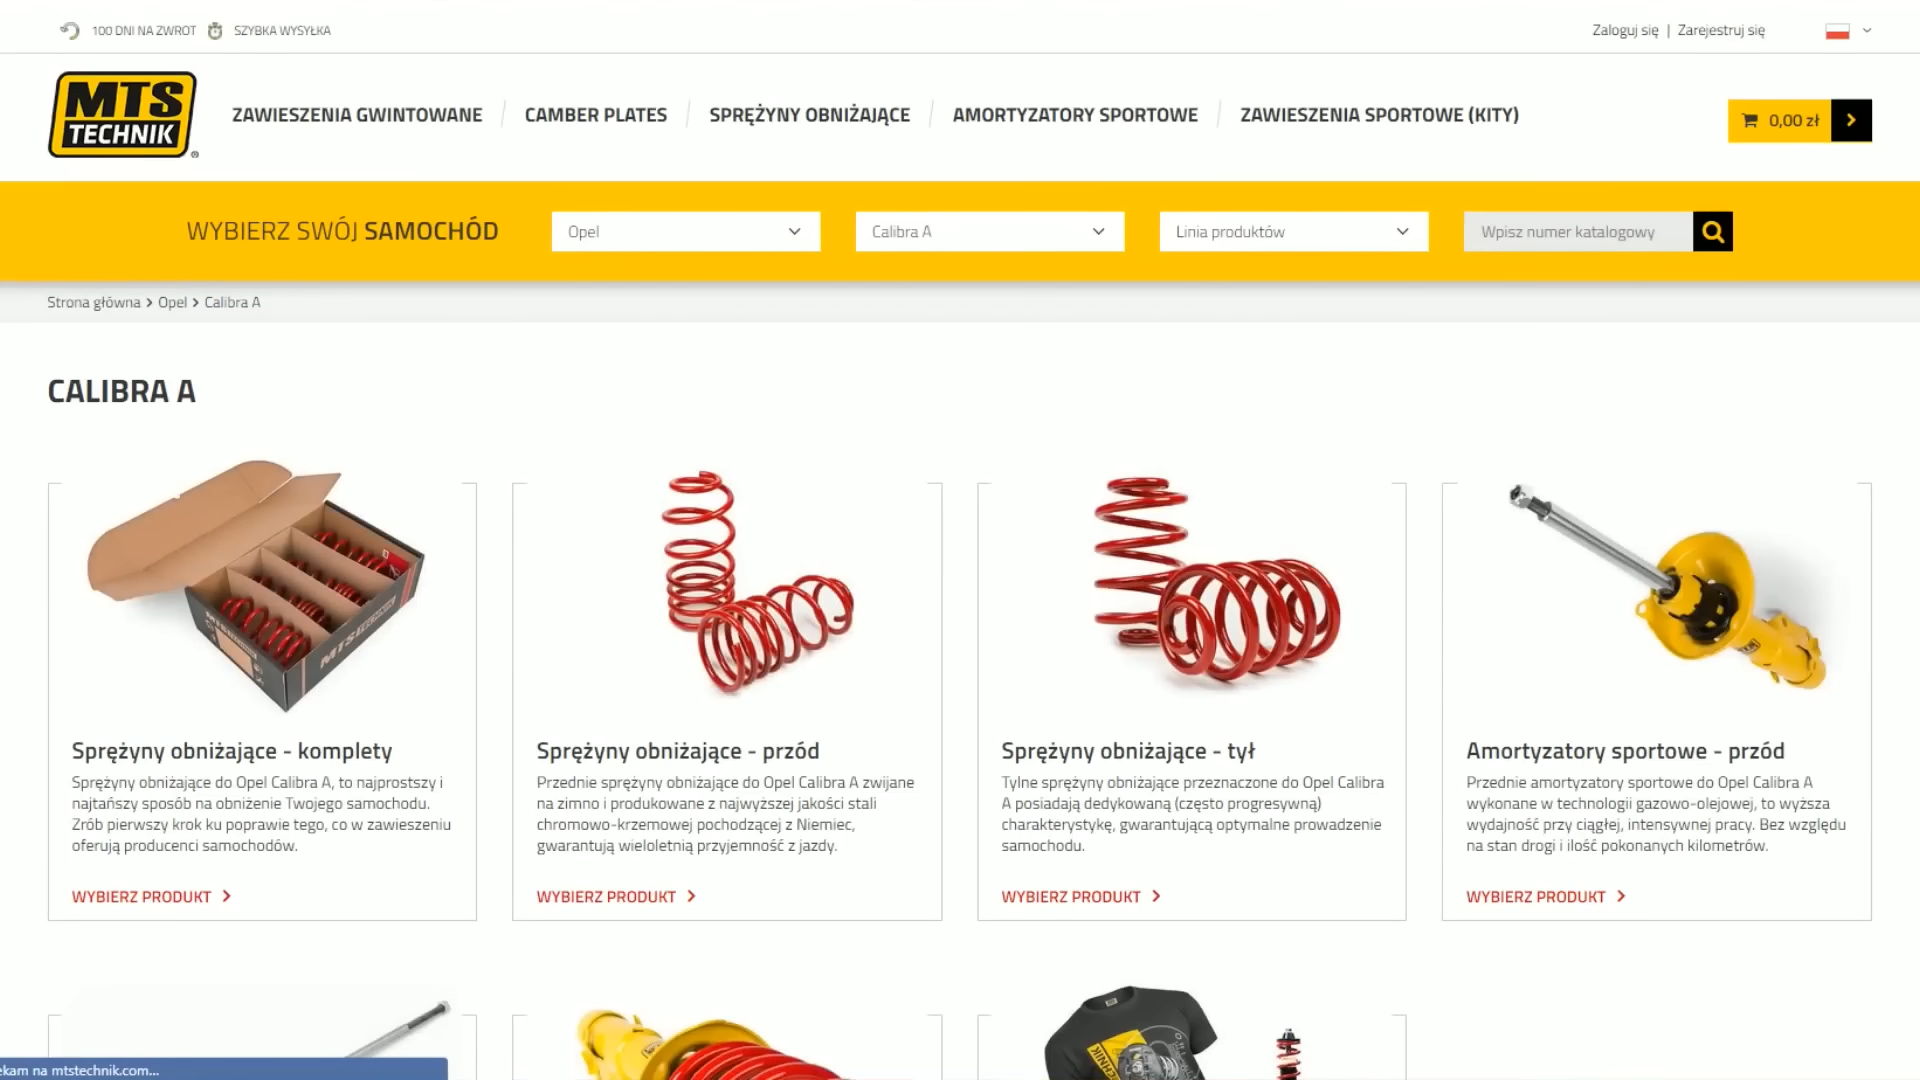 100 DNI NA ZWROT SZYBKA WYSYŁKA
Zaloguj się | Zarejestruj się
MTS
TECHNIK
®
ZAWIESZENIA GWINTOWANE
CAMBER PLATES
SPRĘŻYNY OBNIŻAJĄCE
AMORTYZATORY SPORTOWE
ZAWIESZENIA SPORTOWE (KITY)
0,00 zł
WYBIERZ SWÓJ SAMOCHÓD
Opel
Calibra A
Linia produktów
Wpisz numer katalogowy
Strona główna > Opel > Calibra A
CALIBRA A
Sprężyny obniżające - komplety
Sprężyny obniżające do Opel Calibra A, to najprostszy i
najtańszy sposób na obniżenie Twojego samochodu.
Zrób pierwszy krok ku poprawie tego, co w zawieszeniu
oferują producenci samochodów.
WYBIERZ PRODUKT
Sprężyny obniżające - przód
Przednie sprężyny obniżające do Opel Calibra A zwijane
na zimno i produkowane z najwyższej jakości stali
chromowo-krzemowej pochodzącej z Niemiec,
gwarantują wieloletnią przyjemność z jazdy.
WYBIERZ PRODUKT
Sprężyny obniżające - tył
Tylne sprężyny obniżające przeznaczone do Opel Calibra
A posiadają dedykowaną (często progresywną)
charakterystykę, gwarantującą optymalne prowadzenie
samochodu.
WYBIERZ PRODUKT
Amortyzatory sportowe - przód
Przednie amortyzatory sportowe do Opel Calibra A
wykonane w technologii gazowo-olejowej, to wyższa
wydajność przy ciągłej, intensywnej pracy. Bez względu
na stan drogi i ilość pokonanych kilometrów.
WYBIERZ PRODUKT
ekam na mtstechnik.com...